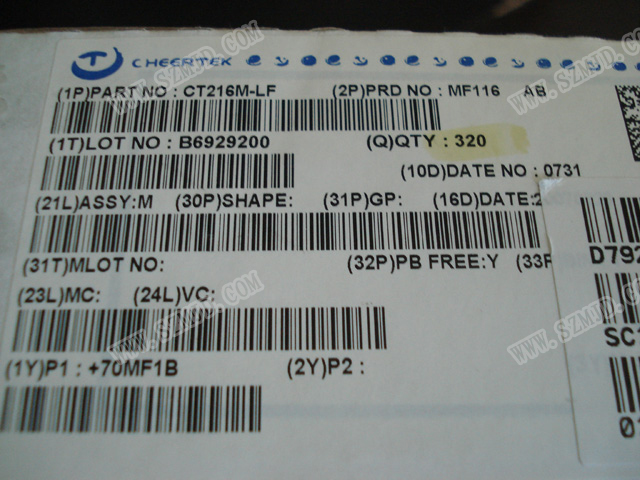 CHEERTEK
(1P)PART NO : CT216M-LF (2P)PRD NO : MF116 AB
(1T)LOT NO : B6929200 (Q)QTY : 320
(10D)DATE NO : 0731
(21L)ASSY:M (30P)SHAPE: (31P)GP: (16D)DATE:2
(31T)MLOT NO: (32P)PB FREE:Y (33P
(23L)MC: (24L)VC:
(1Y)P1 : +70MF1B (2Y)P2 :
D792
SC
WWW.SZMJD.COM
WWW.SZMJD.COM
WWW.SZMJD.COM
WWW.SZMJD.COM